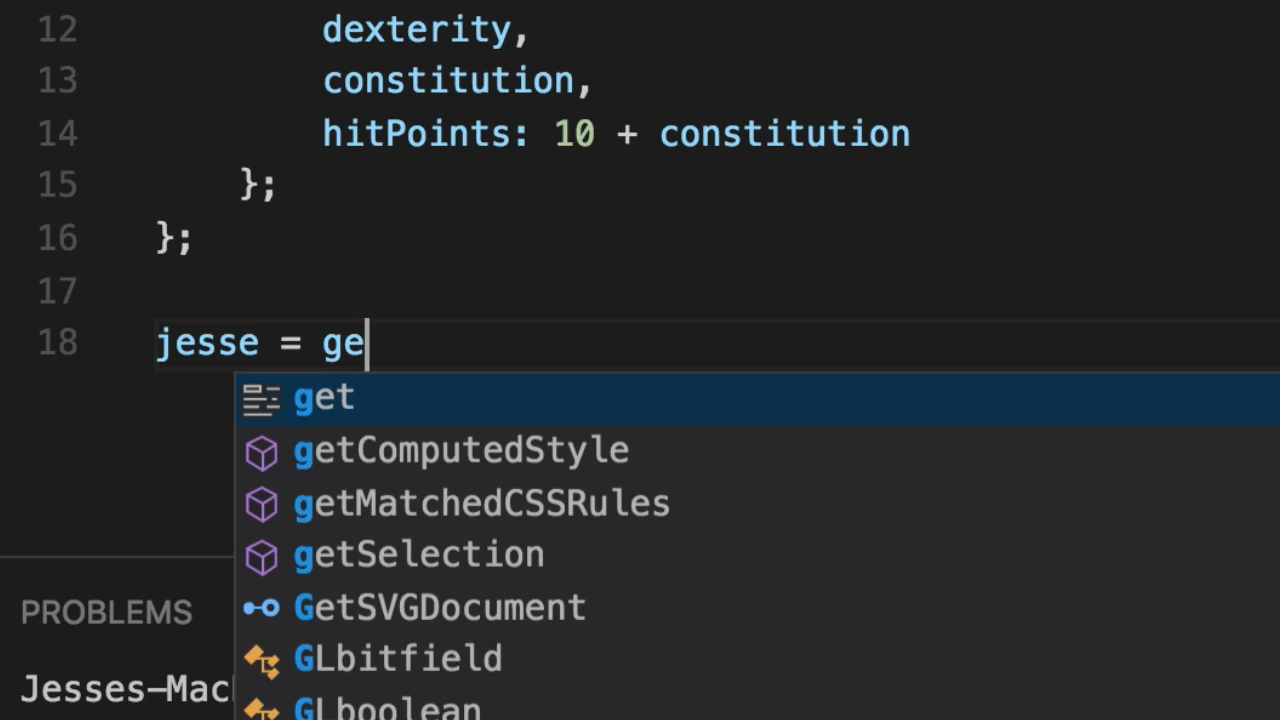 12 dexterity,
13 constitution,
14 hitPoints: 10 + constitution
15 };
16 };
17
18 jesse = ge
get
getComputedStyle
getMatchedCSSRules
getSelection
GetSVGDocument
GLbitfield
GLboolean
PROBLEMS
Jesses-Mac